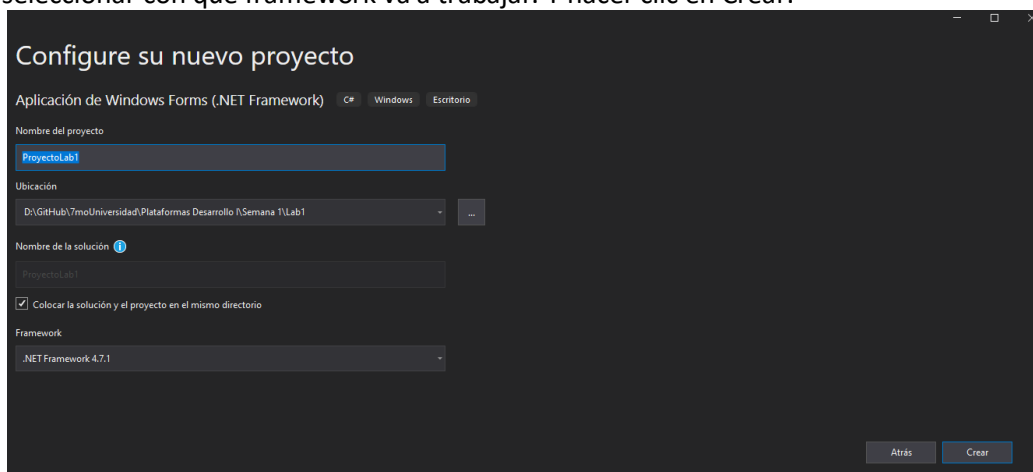 seleccionar con que framework va a trabajar. Y hacer clic en Crear.
Configure su nuevo proyecto
Aplicación de Windows Forms (.NET Framework) C# Windows Escritorio
Nombre del proyecto
ProyectoLab1
Ubicación
D:\GitHub\7moUniversidad\Plataformas Desarrollo I\Semana 1\Lab1
...
Nombre de la solución
ProyectoLab1
Colocar la solución y el proyecto en el mismo directorio
Framework
.NET Framework 4.7.1
Atrás Crear